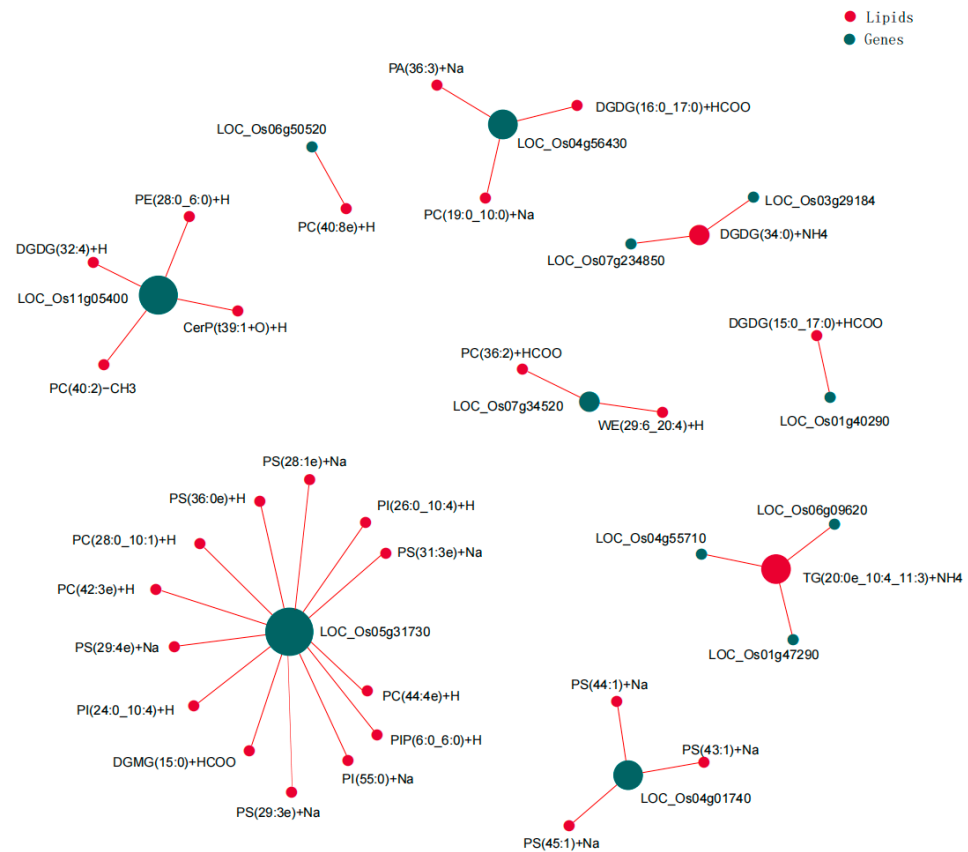 Lipids
Genes
PA(36:3)+Na
DGDG(16:0_17:0)+HCOO
LOC_Os06g50520
LOC_Os04g56430
PE(28:0_6:0)+H
LOC_Os03g29184
PC(40:8e)+H
PC(19:0_10:0)+Na
DGDG(34:0)+NH4
DGDG(32:4)+H
LOC_Os07g234850
LOC_Os11g05400
CerP(t39:1+O)+H
DGDG(15:0_17:0)+HCOO
PC(36:2)+HCOO
PC(40:2)−CH3
LOC_Os07g34520
LOC_Os01g40290
WE(29:6_20:4)+H
PS(28:1e)+Na
PS(36:0e)+H
PI(26:0_10:4)+H
LOC_Os06g09620
PC(28:0_10:1)+H
LOC_Os04g55710
PS(31:3e)+Na
TG(20:0e_10:4_11:3)+NH4
PC(42:3e)+H
LOC_Os05g31730
PS(29:4e)+Na
LOC_Os01g47290
PS(44:1)+Na
PC(44:4e)+H
PI(24:0_10:4)+H
PIP(6:0_6:0)+H
PS(43:1)+Na
DGMG(15:0)+HCOO
PI(55:0)+Na
LOC_Os04g01740
PS(29:3e)+Na
PS(45:1)+Na